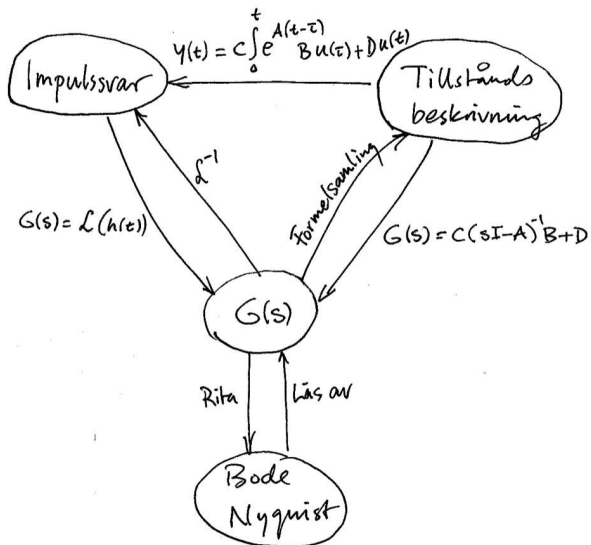 y(t) = C∫₀ᵗ e^{A(t-τ)} Bu(τ)+Du(t)
Impulssvar
Tillstånds
beskrivning
ℒ⁻¹
Formelsamling
G(s) = ℒ(h(t))
G(s) = C(sI-A)⁻¹B+D
G(s)
Rita
Läs av
Bode
Nyquist